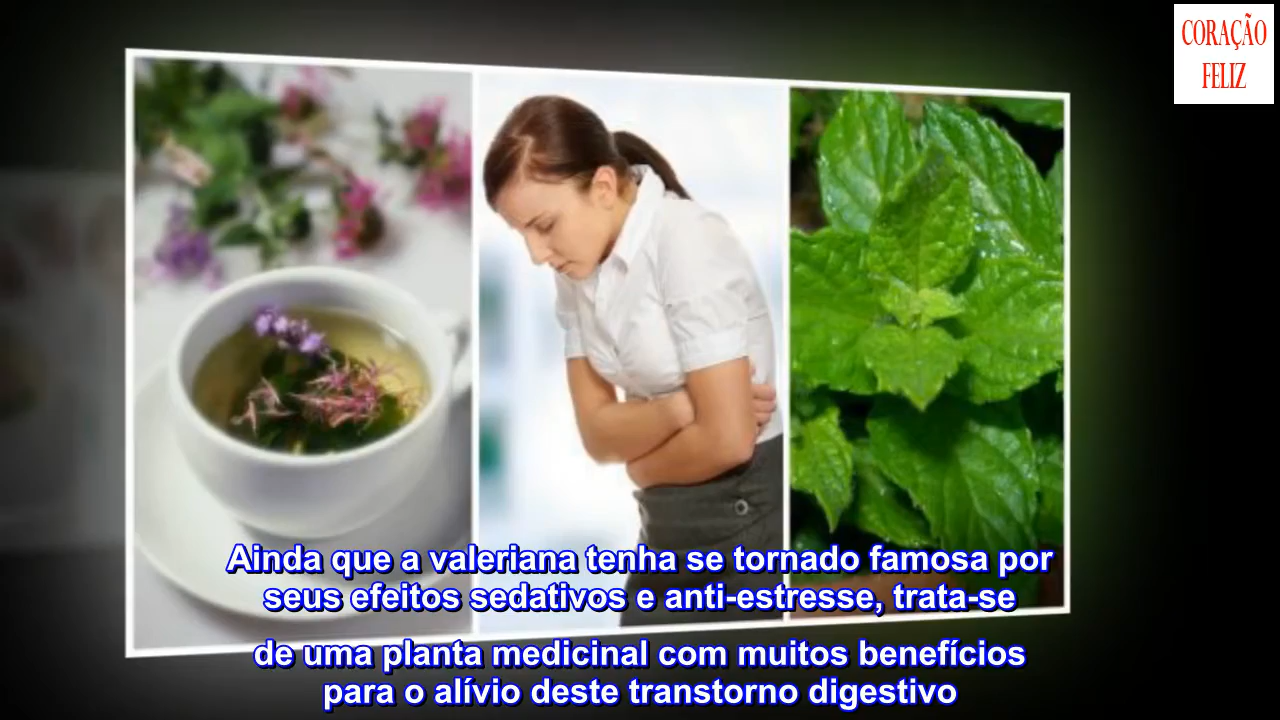 CORAÇÃO
FELIZ
Ainda que a valeriana tenha se tornado famosa por
seus efeitos sedativos e anti-estresse, trata-se
de uma planta medicinal com muitos benefícios
para o alívio deste transtorno digestivo